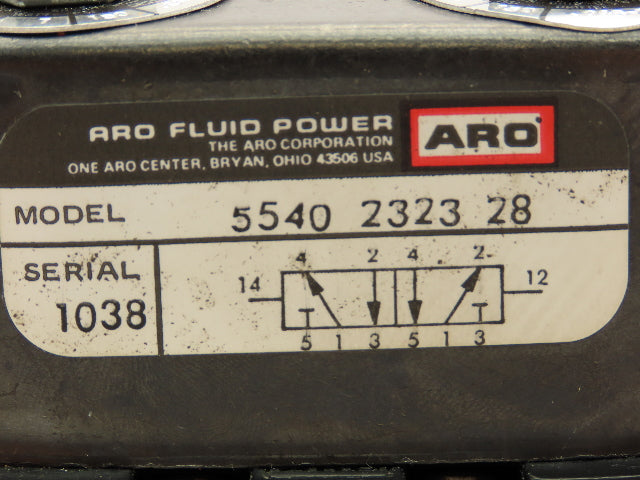 ARO FLUID POWER
THE ARO CORPORATION
ONE ARO CENTER, BRYAN, OHIO 43506 USA
ARO
MODEL 5540 2323 28
SERIAL
1038
4 2 4 2
14 12
5 1 3 5 1 3